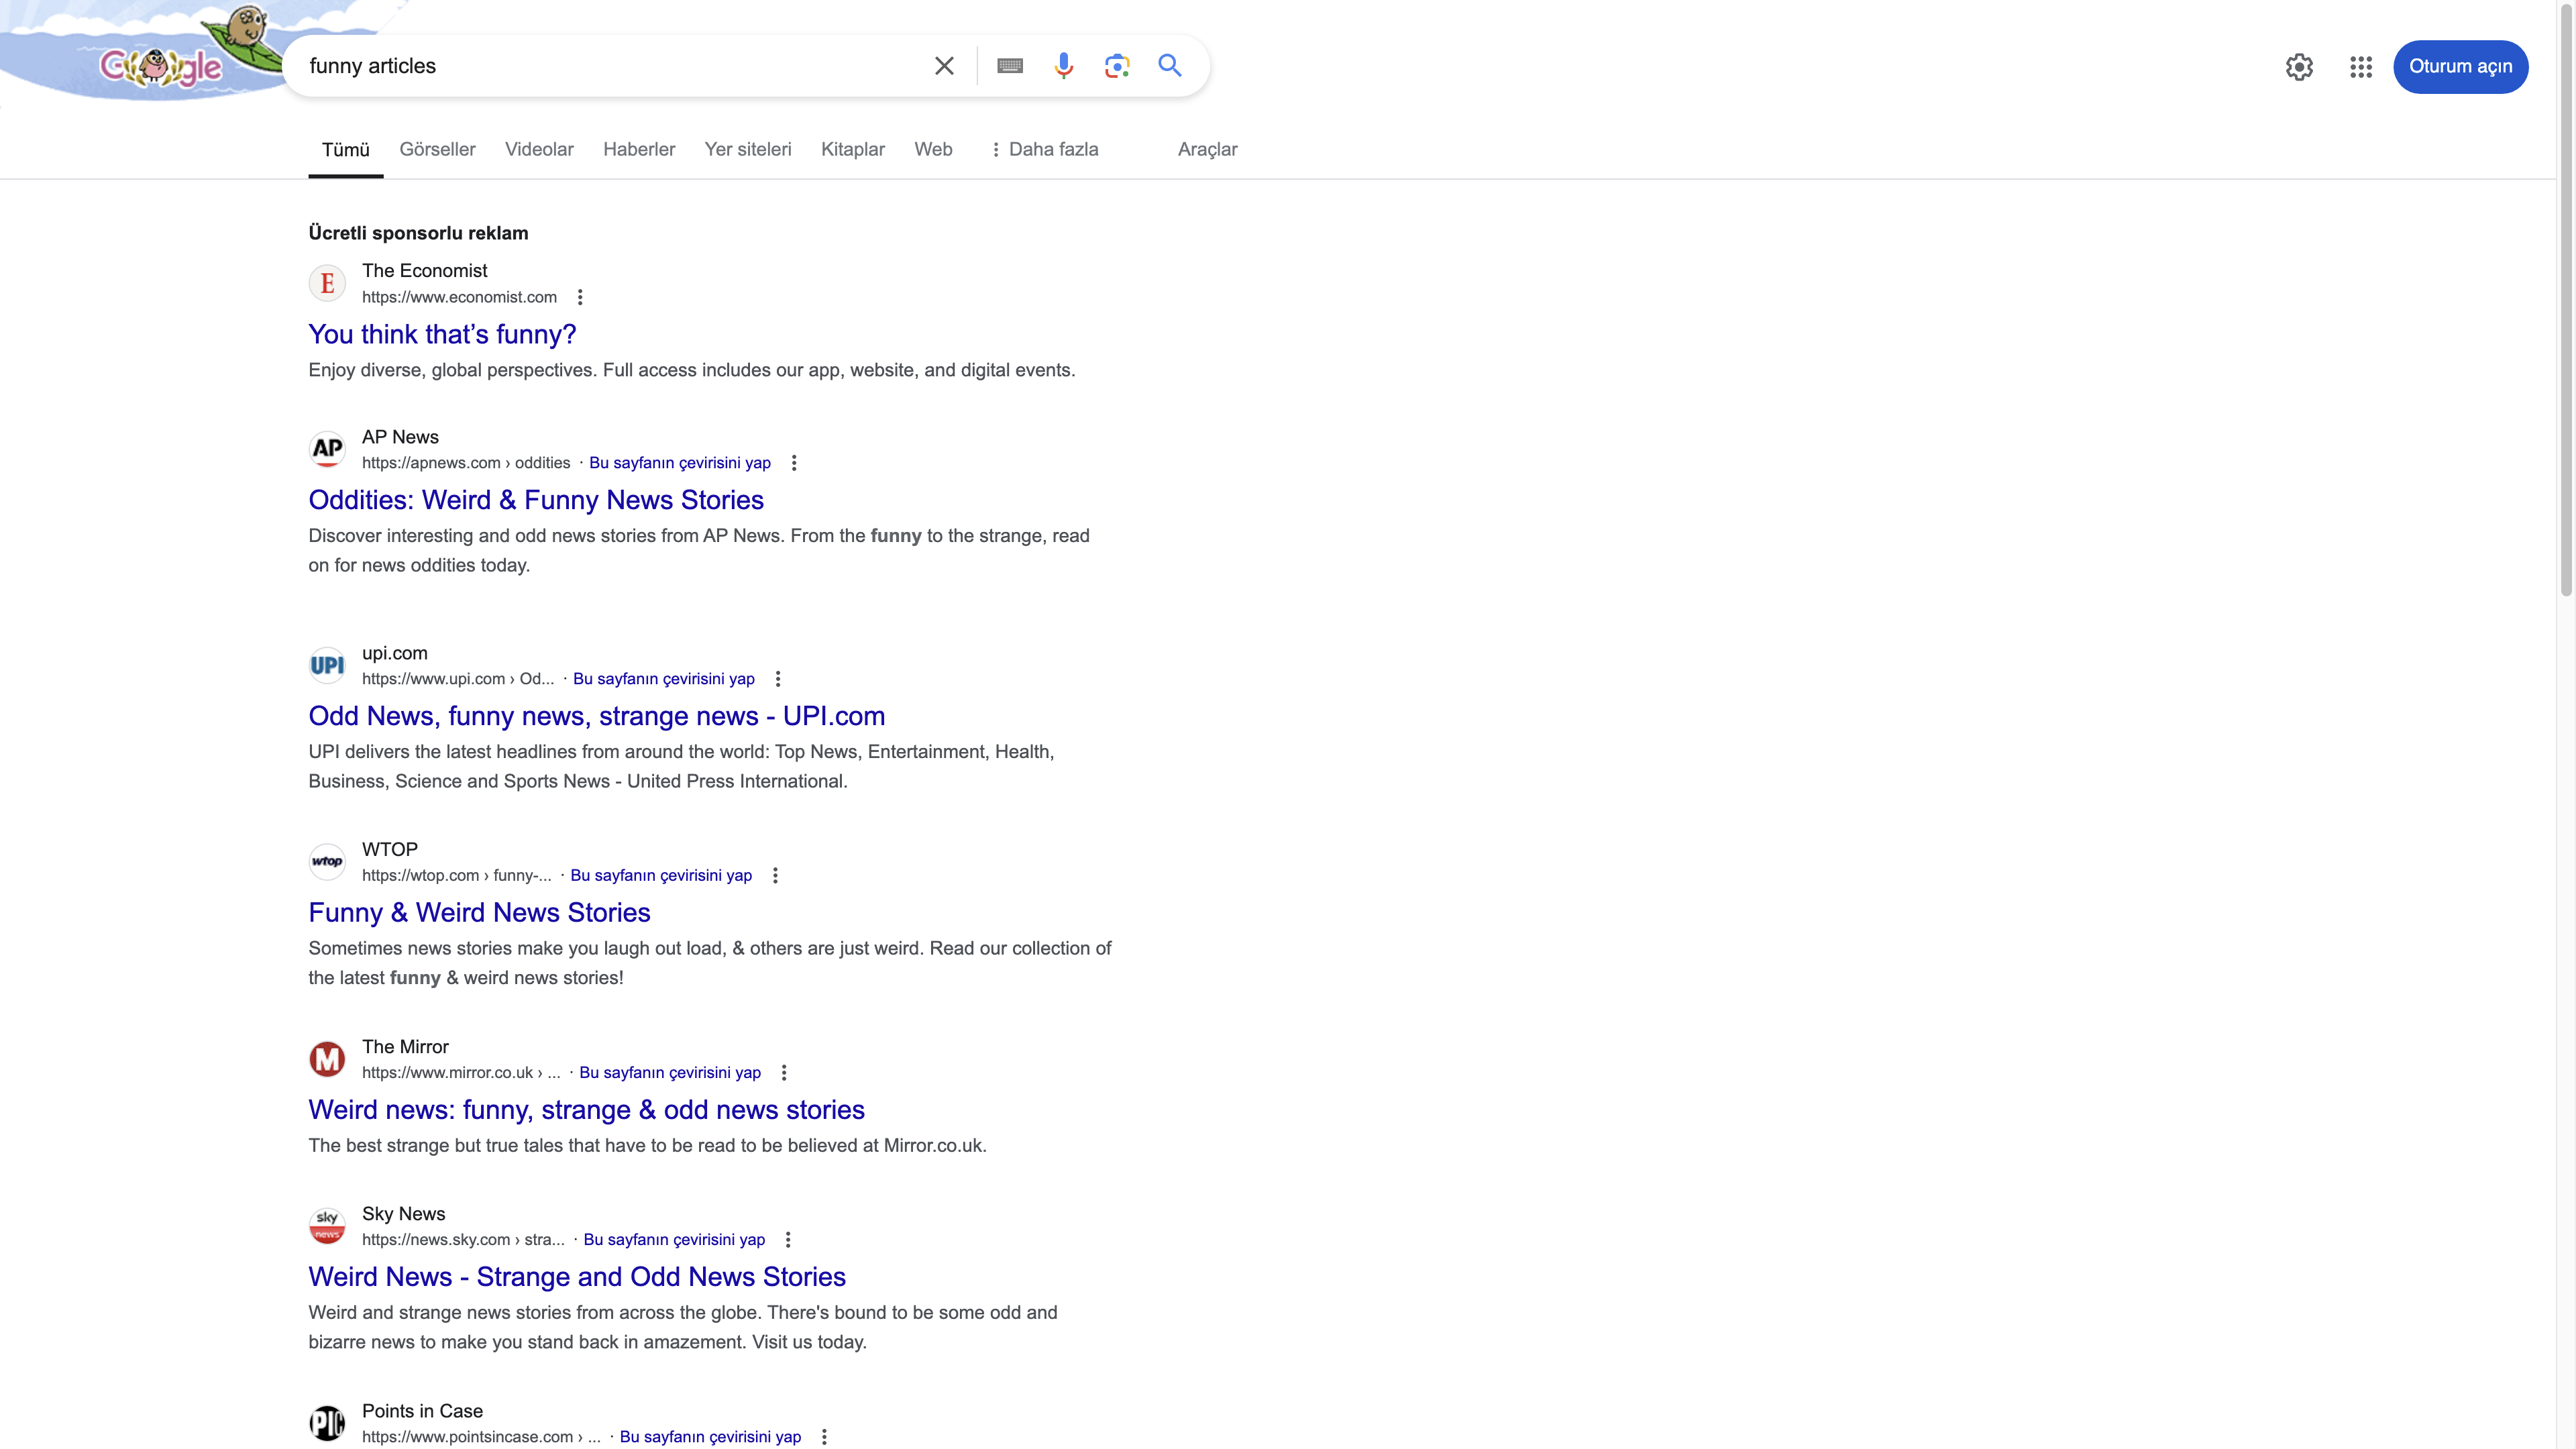 Google
funny articles
Oturum açın
Tümü Görseller Videolar Haberler Yer siteleri Kitaplar Web Daha fazla Araçlar
Ücretli sponsorlu reklam
E
The Economist
https://www.economist.com
You think that’s funny?
Enjoy diverse, global perspectives. Full access includes our app, website, and digital events.
AP
AP News
https://apnews.com › oddities · Bu sayfanın çevirisini yap
Oddities: Weird & Funny News Stories
Discover interesting and odd news stories from AP News. From the funny to the strange, read
on for news oddities today.
UPI
upi.com
https://www.upi.com › Od... · Bu sayfanın çevirisini yap
Odd News, funny news, strange news - UPI.com
UPI delivers the latest headlines from around the world: Top News, Entertainment, Health,
Business, Science and Sports News - United Press International.
wtop
WTOP
https://wtop.com › funny-... · Bu sayfanın çevirisini yap
Funny & Weird News Stories
Sometimes news stories make you laugh out load, & others are just weird. Read our collection of
the latest funny & weird news stories!
M
The Mirror
https://www.mirror.co.uk › ... · Bu sayfanın çevirisini yap
Weird news: funny, strange & odd news stories
The best strange but true tales that have to be read to be believed at Mirror.co.uk.
sky
news
Sky News
https://news.sky.com › stra... · Bu sayfanın çevirisini yap
Weird News - Strange and Odd News Stories
Weird and strange news stories from across the globe. There's bound to be some odd and
bizarre news to make you stand back in amazement. Visit us today.
PIC
Points in Case
https://www.pointsincase.com › ... · Bu sayfanın çevirisini yap